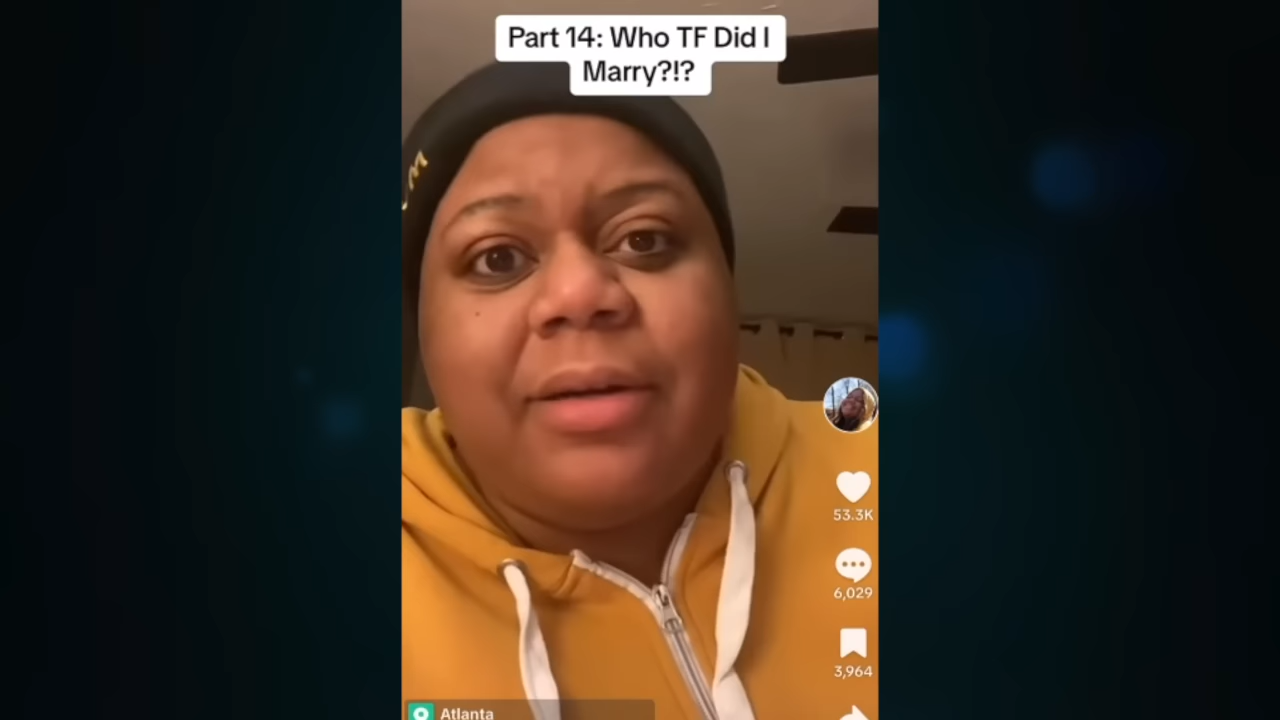 Part 14: Who TF Did I
Marry?!?
53.3K
6,029
3,964
Atlanta